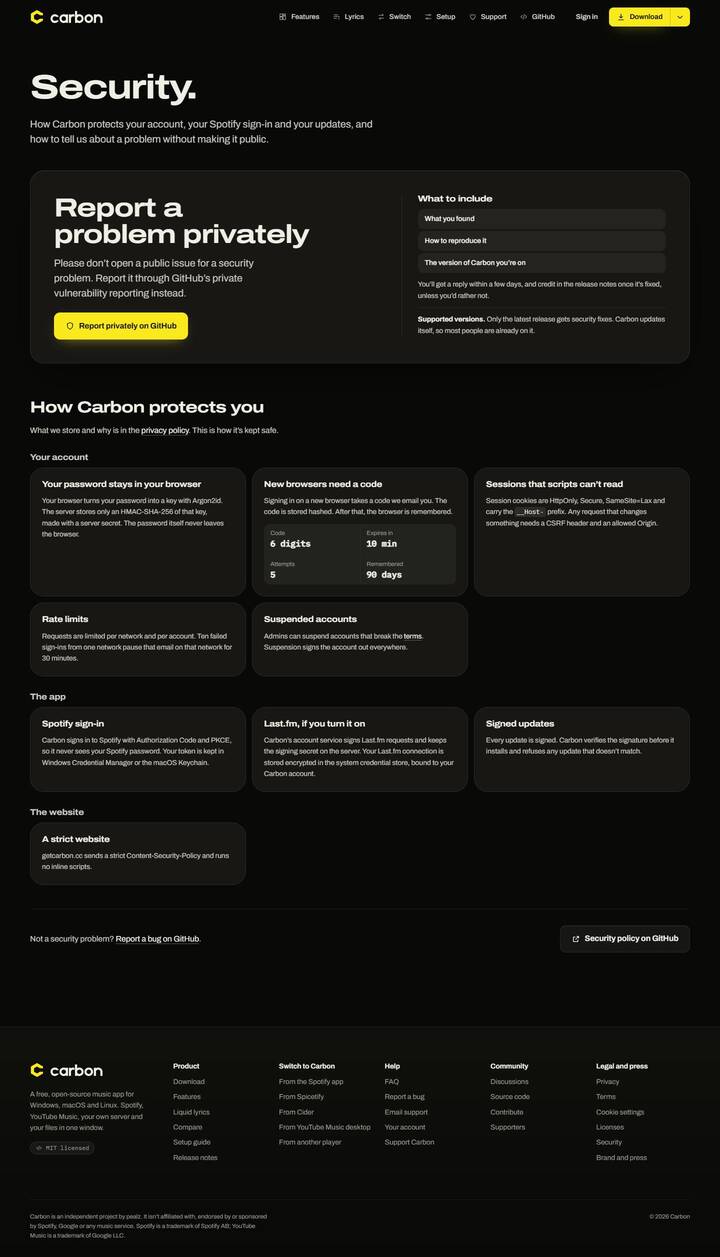 carbon
Features
Lyrics
Switch
Setup
Support
GitHub
Sign in
Download
Security.
How Carbon protects your account, your Spotify sign-in and your updates, and
how to tell us about a problem without making it public.
Report a
problem privately
Please don’t open a public issue for a security
problem. Report it through GitHub’s private
vulnerability reporting instead.
Report privately on GitHub
What to include
What you found
How to reproduce it
The version of Carbon you’re on
You’ll get a reply within a few days, and credit in the release notes once it’s fixed,
unless you’d rather not.
Supported versions. Only the latest release gets security fixes. Carbon updates
itself, so most people are already on it.
How Carbon protects you
What we store and why is in the privacy policy. This is how it’s kept safe.
Your account
Your password stays in your browser
Your browser turns your password into a key with Argon2id.
The server stores only an HMAC-SHA-256 of that key,
made with a server secret. The password itself never leaves
the browser.
New browsers need a code
Signing in on a new browser takes a code we email you. The
code is stored hashed. After that, the browser is remembered.
Code
6 digits
Expires in
10 min
Attempts
5
Remembered
90 days
Sessions that scripts can’t read
Session cookies are HttpOnly, Secure, SameSite=Lax and
carry the __Host- prefix. Any request that changes
something needs a CSRF header and an allowed Origin.
Rate limits
Requests are limited per network and per account. Ten failed
sign-ins from one network pause that email on that network for
30 minutes.
Suspended accounts
Admins can suspend accounts that break the terms.
Suspension signs the account out everywhere.
The app
Spotify sign-in
Carbon signs in to Spotify with Authorization Code and PKCE,
so it never sees your Spotify password. Your token is kept in
Windows Credential Manager or the macOS Keychain.
Last.fm, if you turn it on
Carbon’s account service signs Last.fm requests and keeps
the signing secret on the server. Your Last.fm connection is
stored encrypted in the system credential store, bound to your
Carbon account.
Signed updates
Every update is signed. Carbon verifies the signature before it
installs and refuses any update that doesn’t match.
The website
A strict website
getcarbon.cc sends a strict Content-Security-Policy and runs
no inline scripts.
Not a security problem? Report a bug on GitHub.
Security policy on GitHub
carbon
A free, open-source music app for
Windows, macOS and Linux. Spotify,
YouTube Music, your own server and
your files in one window.
MIT licensed
Product
Download
Features
Liquid lyrics
Compare
Setup guide
Release notes
Switch to Carbon
From the Spotify app
From Spicetify
From Cider
From YouTube Music desktop
From another player
Help
FAQ
Report a bug
Email support
Your account
Support Carbon
Community
Discussions
Source code
Contribute
Supporters
Legal and press
Privacy
Terms
Cookie settings
Licenses
Security
Brand and press
Carbon is an independent project by pealz. It isn’t affiliated with, endorsed by or sponsored
by Spotify, Google or any music service. Spotify is a trademark of Spotify AB; YouTube
Music is a trademark of Google LLC.
© 2026 Carbon